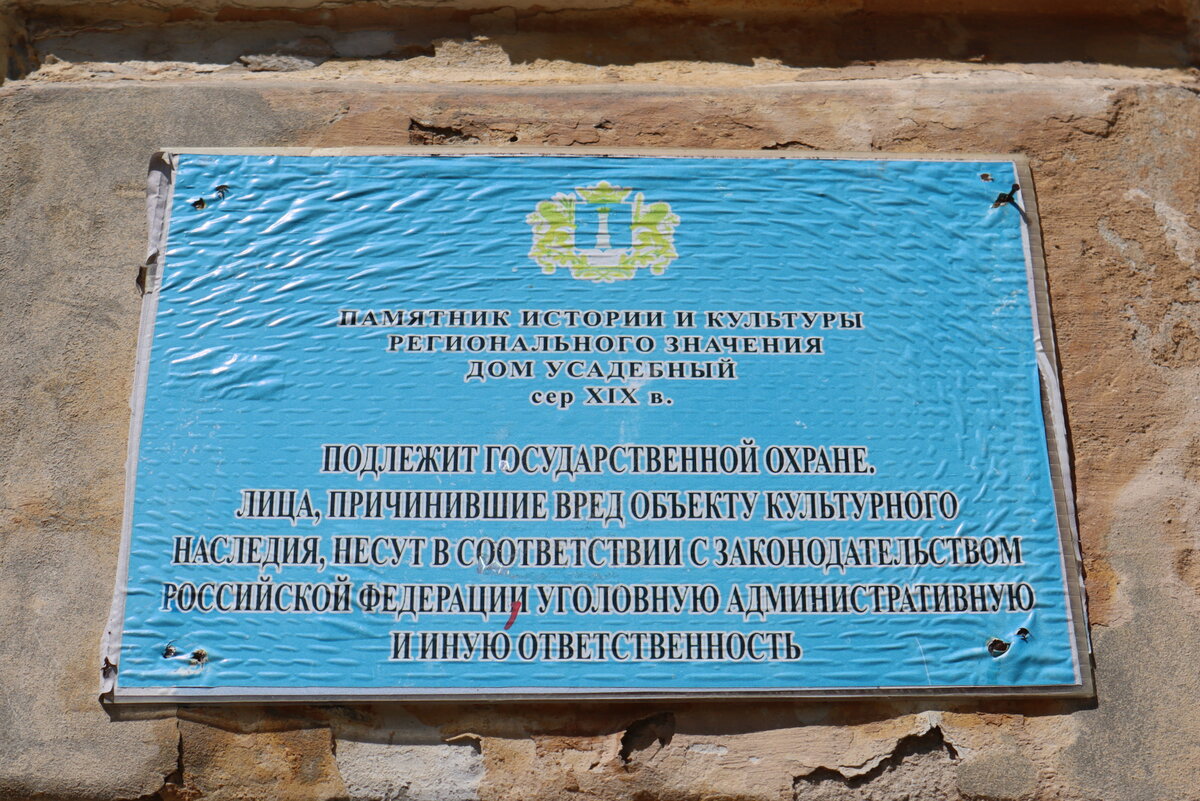 ПАМЯТНИК ИСТОРИИ И КУЛЬТУРЫ
РЕГИОНАЛЬНОГО ЗНАЧЕНИЯ
ДОМ УСАДЕБНЫЙ
сер XIX в.
ПОДЛЕЖИТ ГОСУДАРСТВЕННОЙ ОХРАНЕ.
ЛИЦА, ПРИЧИНИВШИЕ ВРЕД ОБЪЕКТУ КУЛЬТУРНОГО
НАСЛЕДИЯ, НЕСУТ В СООТВЕТСТВИИ С ЗАКОНОДАТЕЛЬСТВОМ
РОССИЙСКОЙ ФЕДЕРАЦИИ УГОЛОВНУЮ АДМИНИСТРАТИВНУЮ
И ИНУЮ ОТВЕТСТВЕННОСТЬ